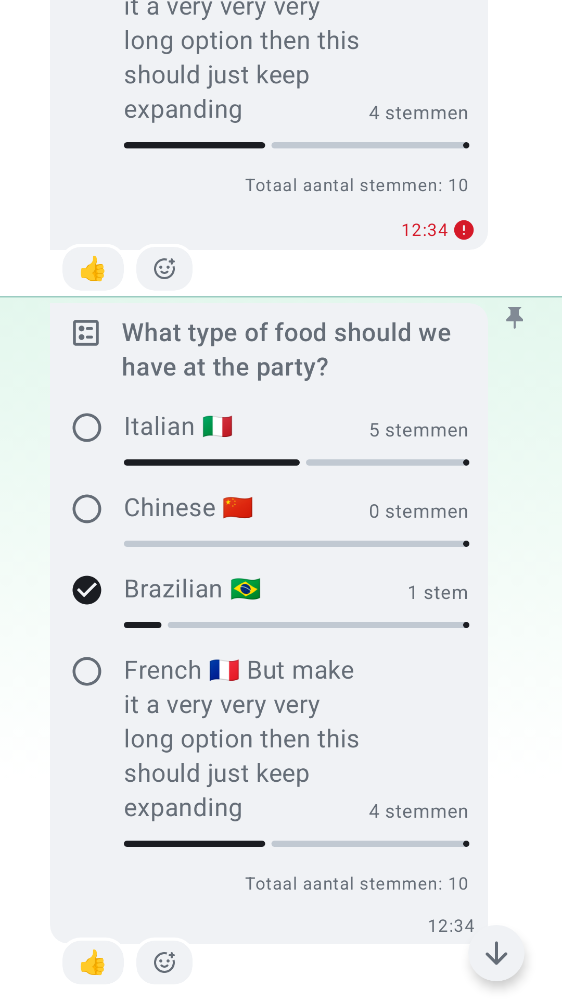 it a very very very
long option then this
should just keep
expanding
4 stemmen
Totaal aantal stemmen: 10
12:34
What type of food should we
have at the party?
Italian 🇮🇹
5 stemmen
Chinese 🇨🇳
0 stemmen
Brazilian 🇧🇷
1 stem
French 🇫🇷 But make
it a very very very
long option then this
should just keep
expanding
4 stemmen
Totaal aantal stemmen: 10
12:34